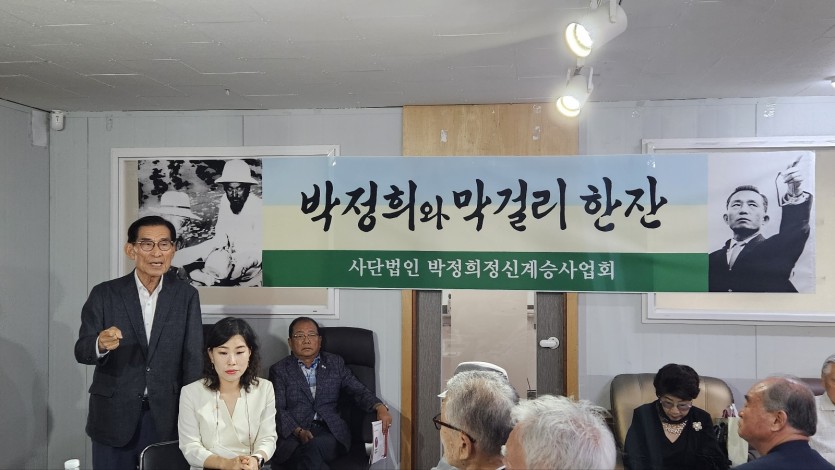 박정희와 막걸리 한잔
사단법인 박정희정신계승사업회